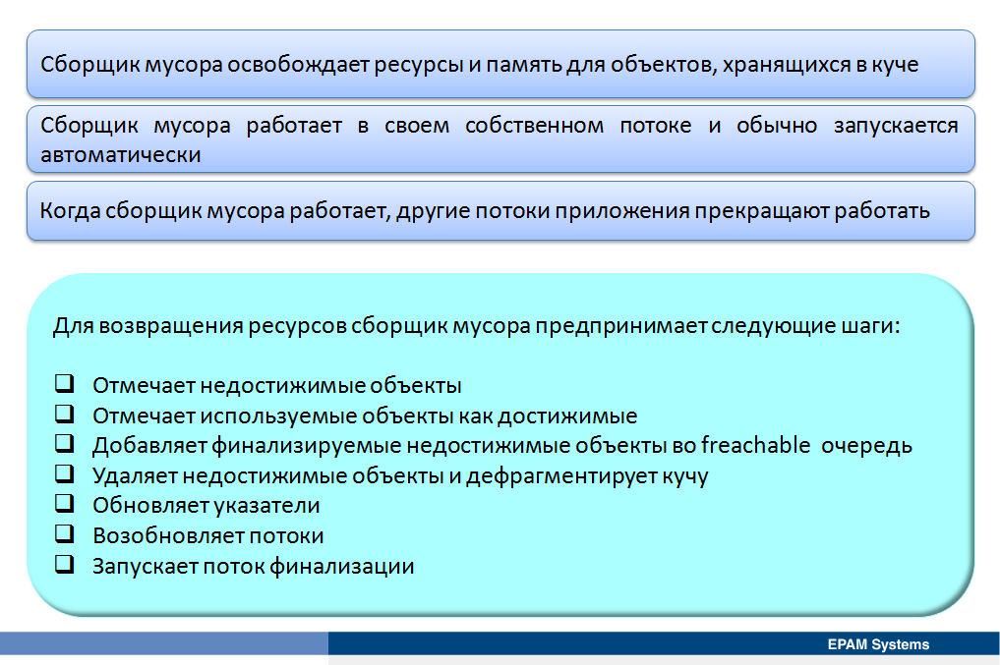 Сборщик мусора освобождает ресурсы и память для объектов, хранящихся в куче
Сборщик мусора работает в своем собственном потоке и обычно запускается
автоматически
Когда сборщик мусора работает, другие потоки приложения прекращают работать
Для возвращения ресурсов сборщик мусора предпринимает следующие шаги:
❑ Отмечает недостижимые объекты
❑ Отмечает используемые объекты как достижимые
❑ Добавляет финализируемые недостижимые объекты во freachable очередь
❑ Удаляет недостижимые объекты и дефрагментирует кучу
❑ Обновляет указатели
❑ Возобновляет потоки
❑ Запускает поток финализации
EPAM Systems